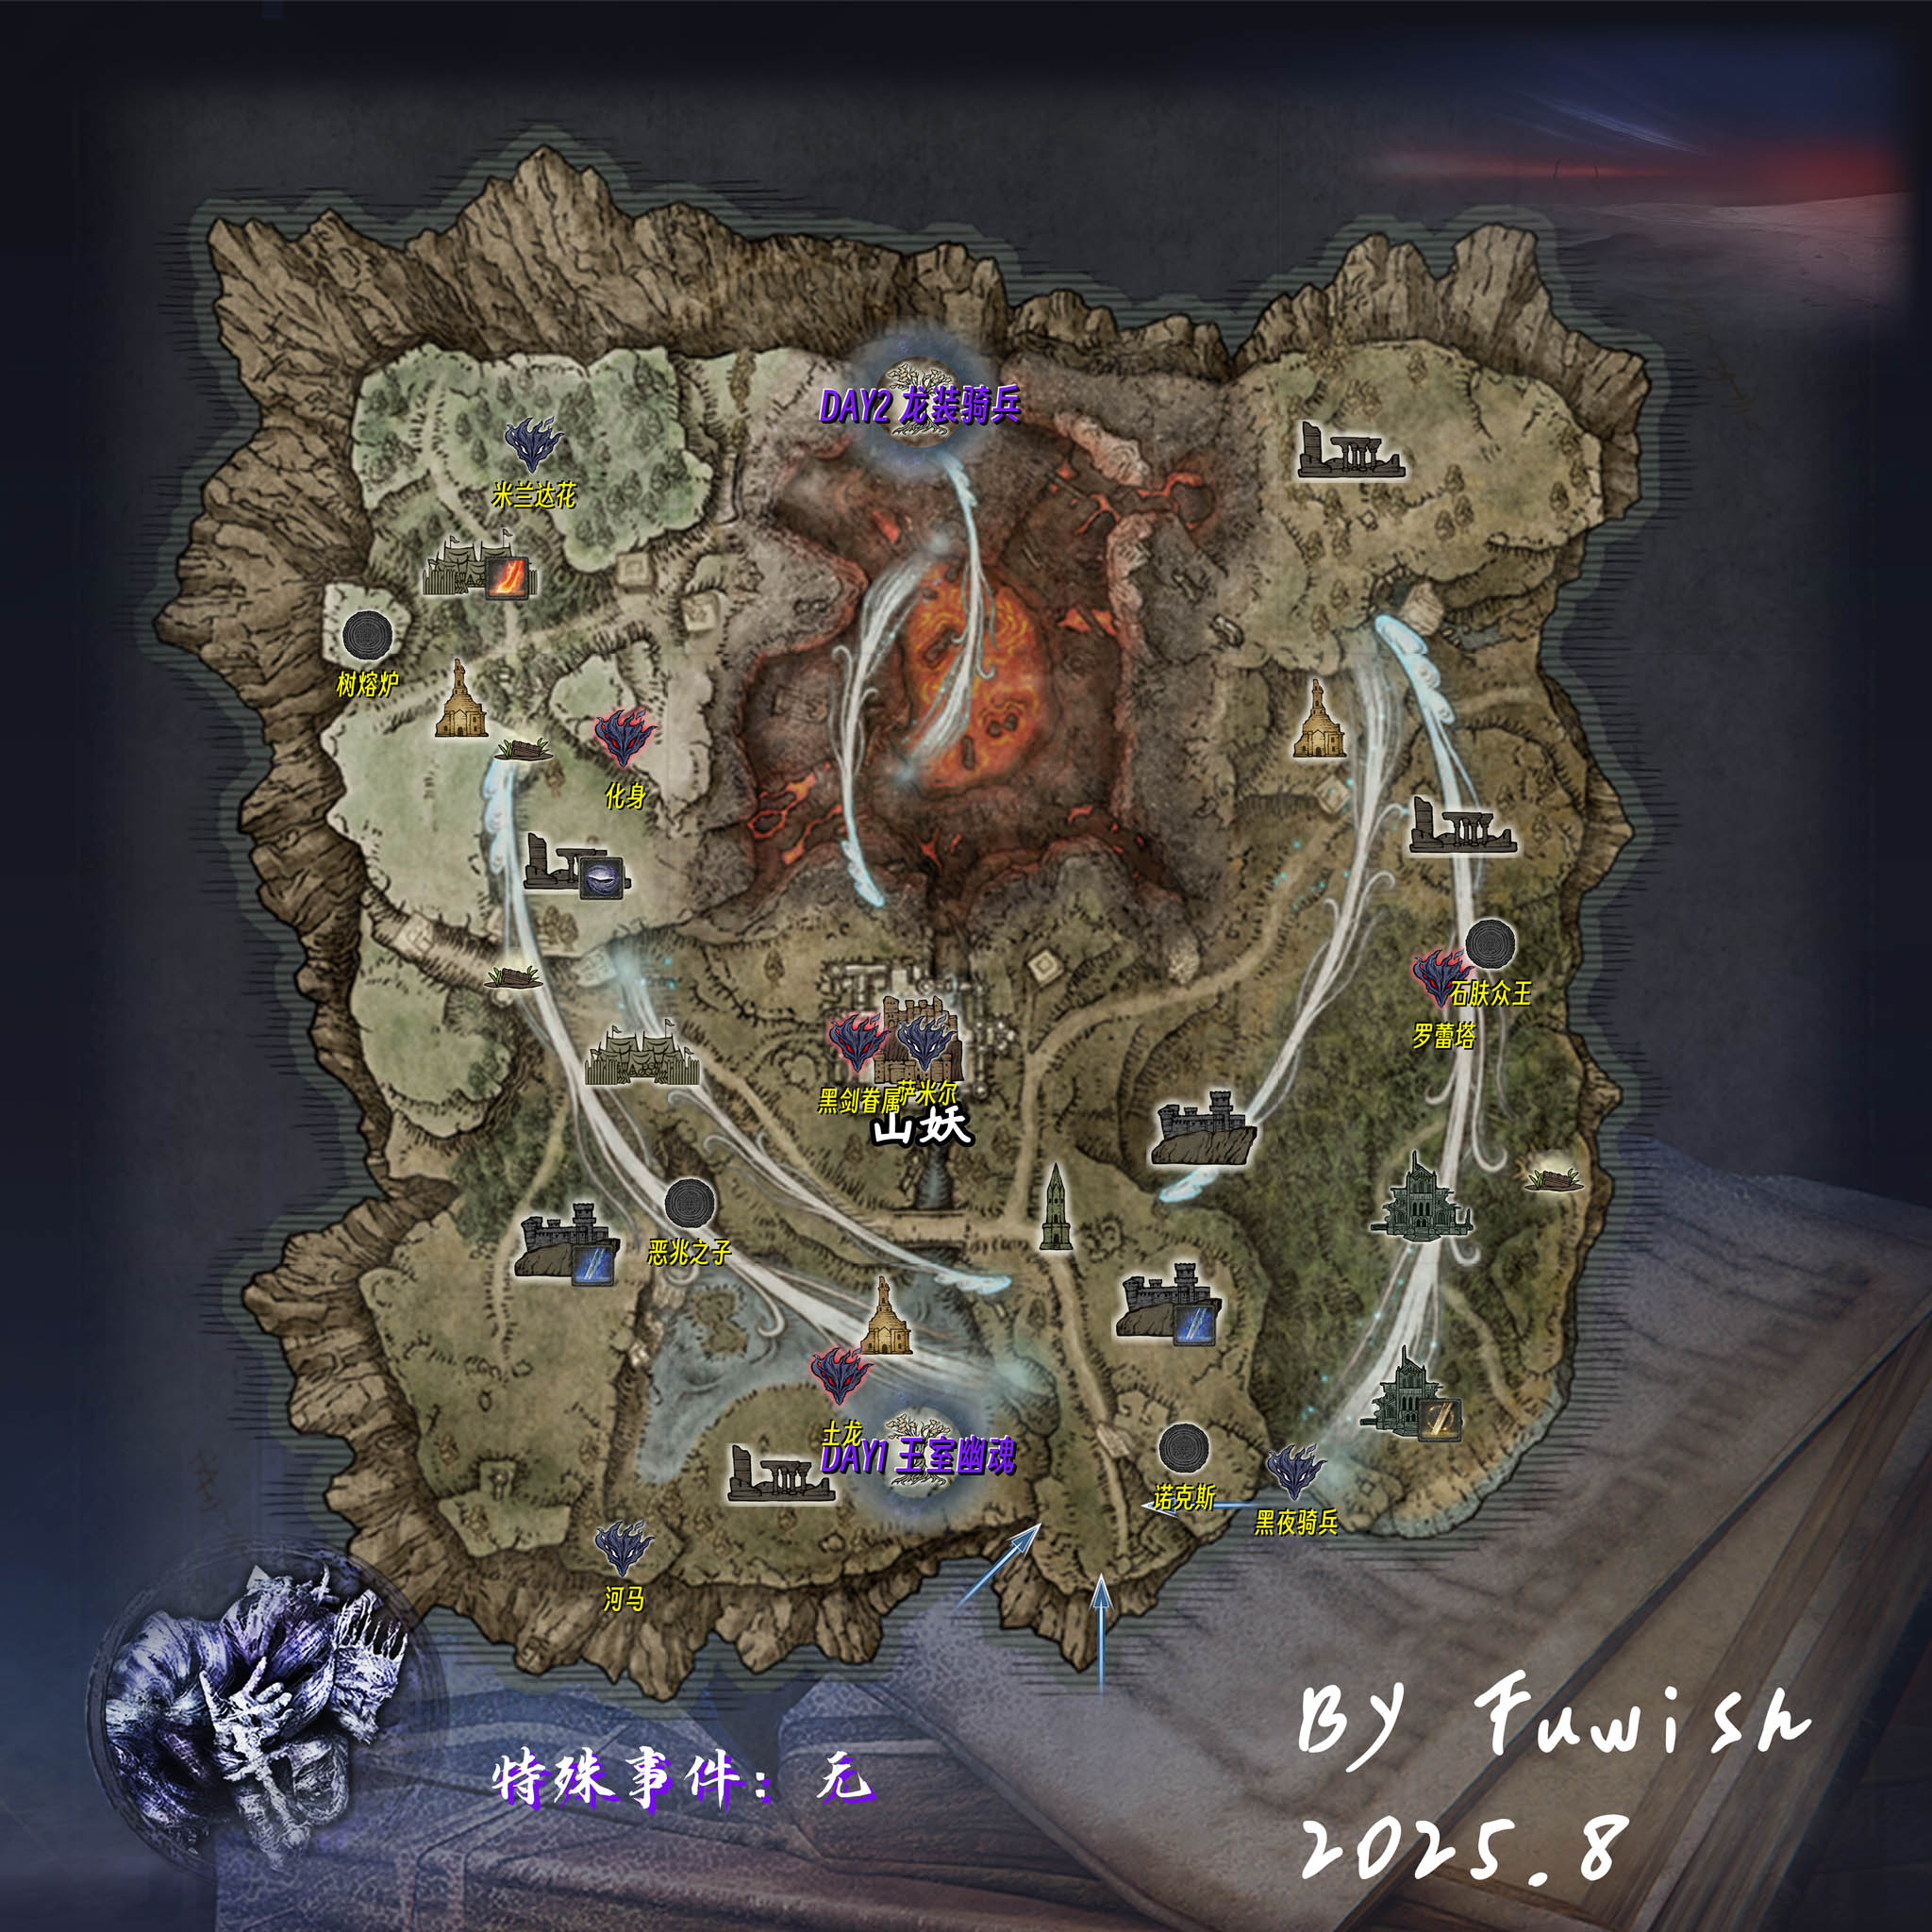 DAY2 龙装骑兵
米兰达花
树熔炉
化身
石肤众王
罗蕾塔
黑剑眷属
萨米尔
山妖
恶兆之子
土龙
DAY1 王室幽魂
诺克斯
黑夜骑兵
河马
特殊事件：无
By Fuwish
2025.8